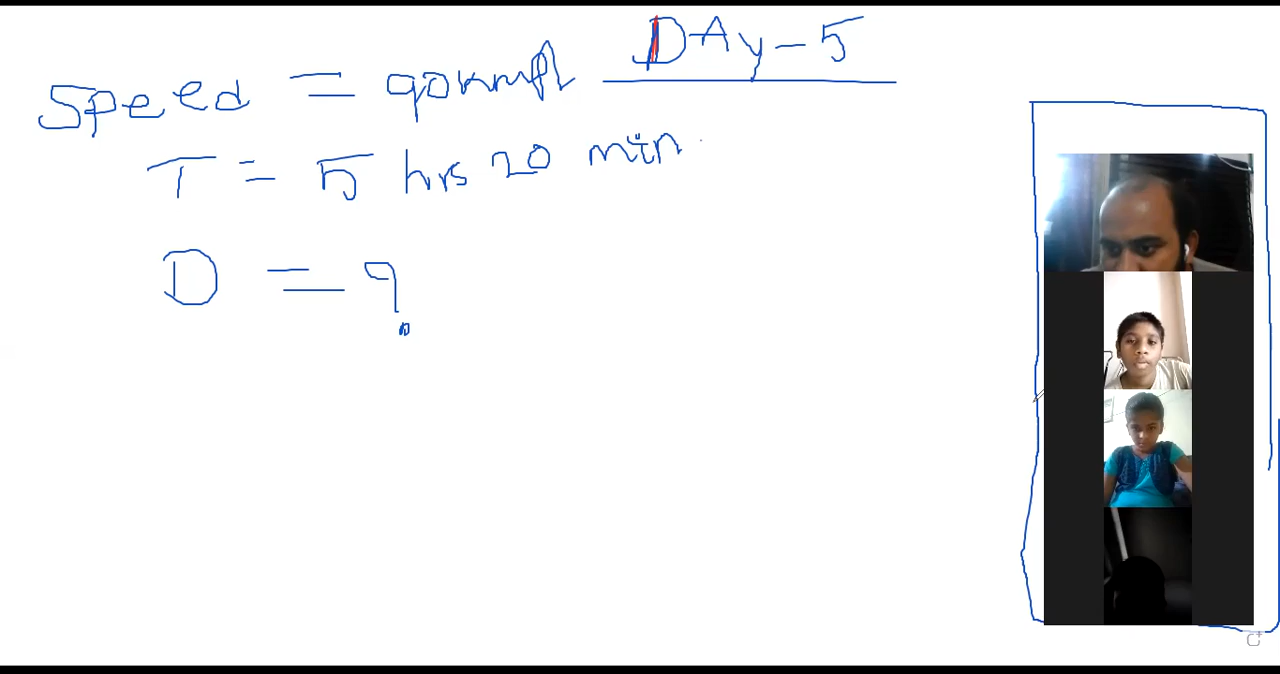 DAy - 5
Speed = 90kmph
T = 5 hrs 20 min
D = ?